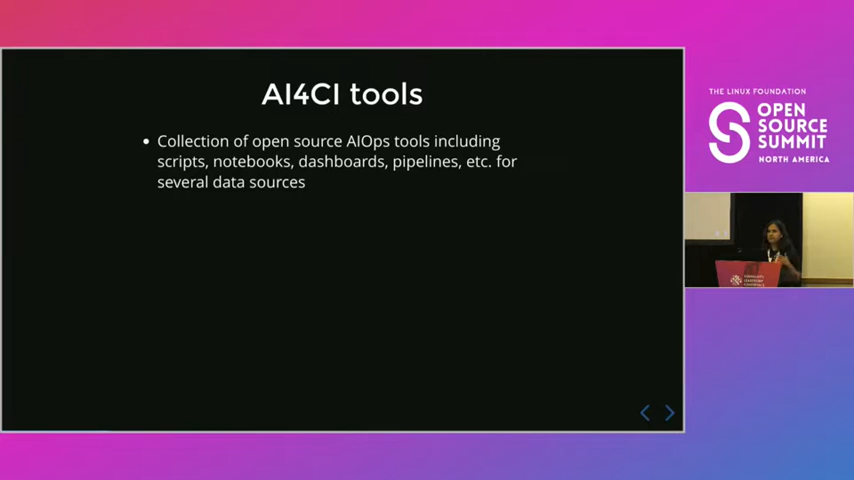 AI4CI tools
• Collection of open source AIOps tools including
scripts, notebooks, dashboards, pipelines, etc. for
several data sources
THE LINUX FOUNDATION
OPEN
SOURCE
SUMMIT
NORTH AMERICA